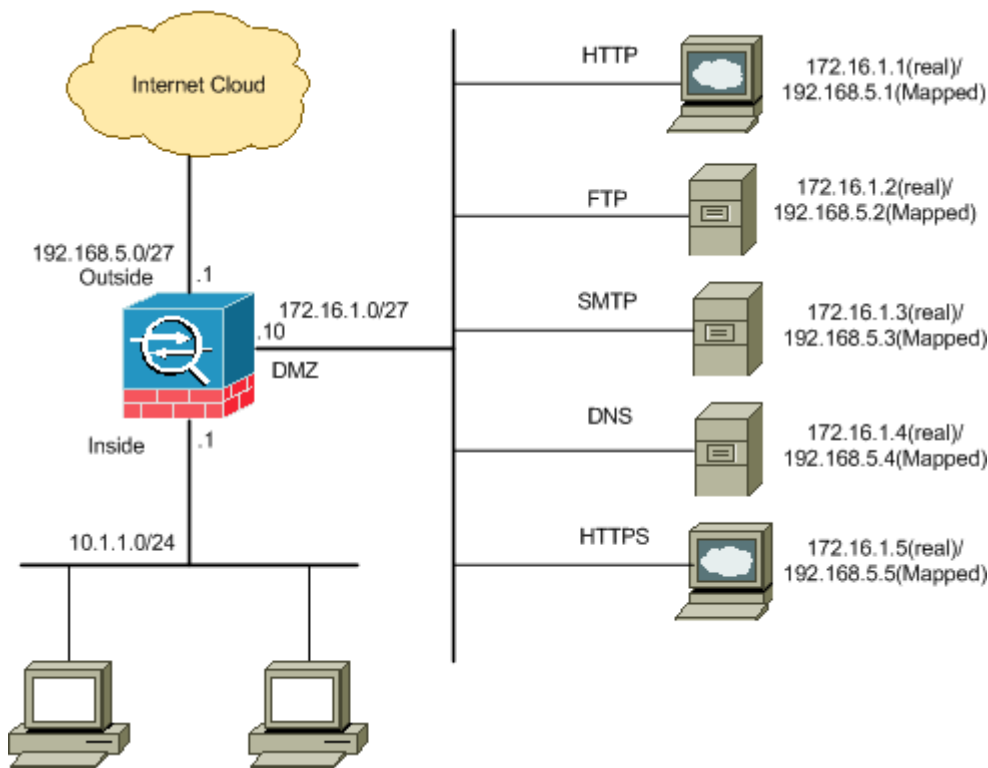 Internet Cloud
192.168.5.0/27
Outside
.1
172.16.1.0/27
.10
DMZ
Inside
.1
10.1.1.0/24
HTTP
172.16.1.1(real)/
192.168.5.1(Mapped)
FTP
172.16.1.2(real)/
192.168.5.2(Mapped)
SMTP
172.16.1.3(real)/
192.168.5.3(Mapped)
DNS
172.16.1.4(real)/
192.168.5.4(Mapped)
HTTPS
172.16.1.5(real)/
192.168.5.5(Mapped)